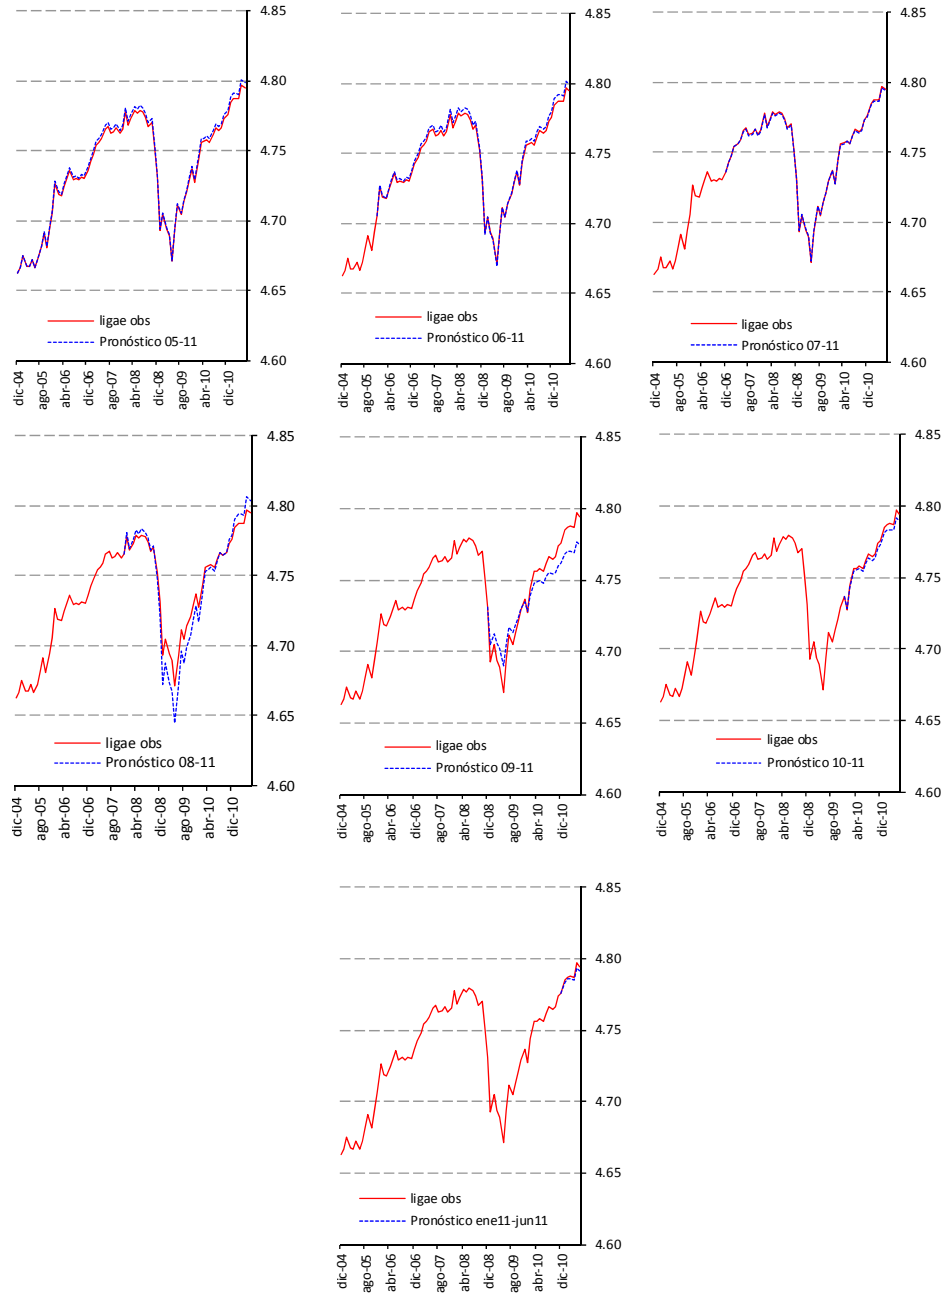 4.85
4.80
4.75
4.70
4.65
4.60
ligae obs
Pronóstico 05-11
dic-04
ago-05
abr-06
dic-06
ago-07
abr-08
dic-08
ago-09
abr-10
dic-10
4.85
4.80
4.75
4.70
4.65
4.60
ligae obs
Pronóstico 06-11
dic-04
ago-05
abr-06
dic-06
ago-07
abr-08
dic-08
ago-09
abr-10
dic-10
4.85
4.80
4.75
4.70
4.65
4.60
ligae obs
Pronóstico 07-11
dic-04
ago-05
abr-06
dic-06
ago-07
abr-08
dic-08
ago-09
abr-10
dic-10
4.85
4.80
4.75
4.70
4.65
4.60
ligae obs
Pronóstico 08-11
dic-04
ago-05
abr-06
dic-06
ago-07
abr-08
dic-08
ago-09
abr-10
dic-10
4.85
4.80
4.75
4.70
4.65
4.60
ligae obs
Pronóstico 09-11
dic-04
ago-05
abr-06
dic-06
ago-07
abr-08
dic-08
ago-09
abr-10
dic-10
4.85
4.80
4.75
4.70
4.65
4.60
ligae obs
Pronóstico 10-11
dic-04
ago-05
abr-06
dic-06
ago-07
abr-08
dic-08
ago-09
abr-10
dic-10
4.85
4.80
4.75
4.70
4.65
4.60
ligae obs
Pronóstico ene11-jun11
dic-04
ago-05
abr-06
dic-06
ago-07
abr-08
dic-08
ago-09
abr-10
dic-10